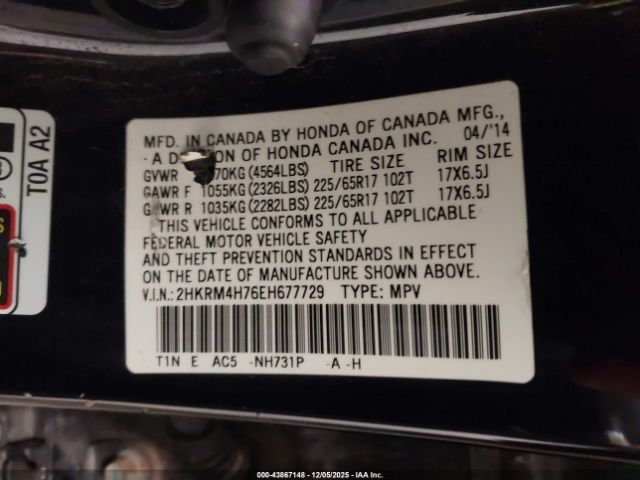 MFD. IN CANADA BY HONDA OF CANADA MFG.,
-A OF HONDA CANADA INC. 04/'14
GVWR 70KG(4564LBS) TIRE SIZE RIM SIZE
GAWR F 1055KG(2326LBS) 225/65R17 102T 17X6.5J
R 1035KG(2282LBS) 225/65R17 102T 17X6.5J
THIS VEHICLE CONFORMS TO ALL APPLICABLE
FEDERAL MOTOR VEHICLE SAFETY
AND THEFT PREVENTION STANDARDS IN EFFECT
ON THE DATE OF MANUFACTURE SHOWN ABOVE.
V.I.N.: 2HKRM4H76EH677729 TYPE: MPV
T1N E AC5 -NH731P -A -H
TOA A2
000-43867148 12/05/2025 - IAA Inc.